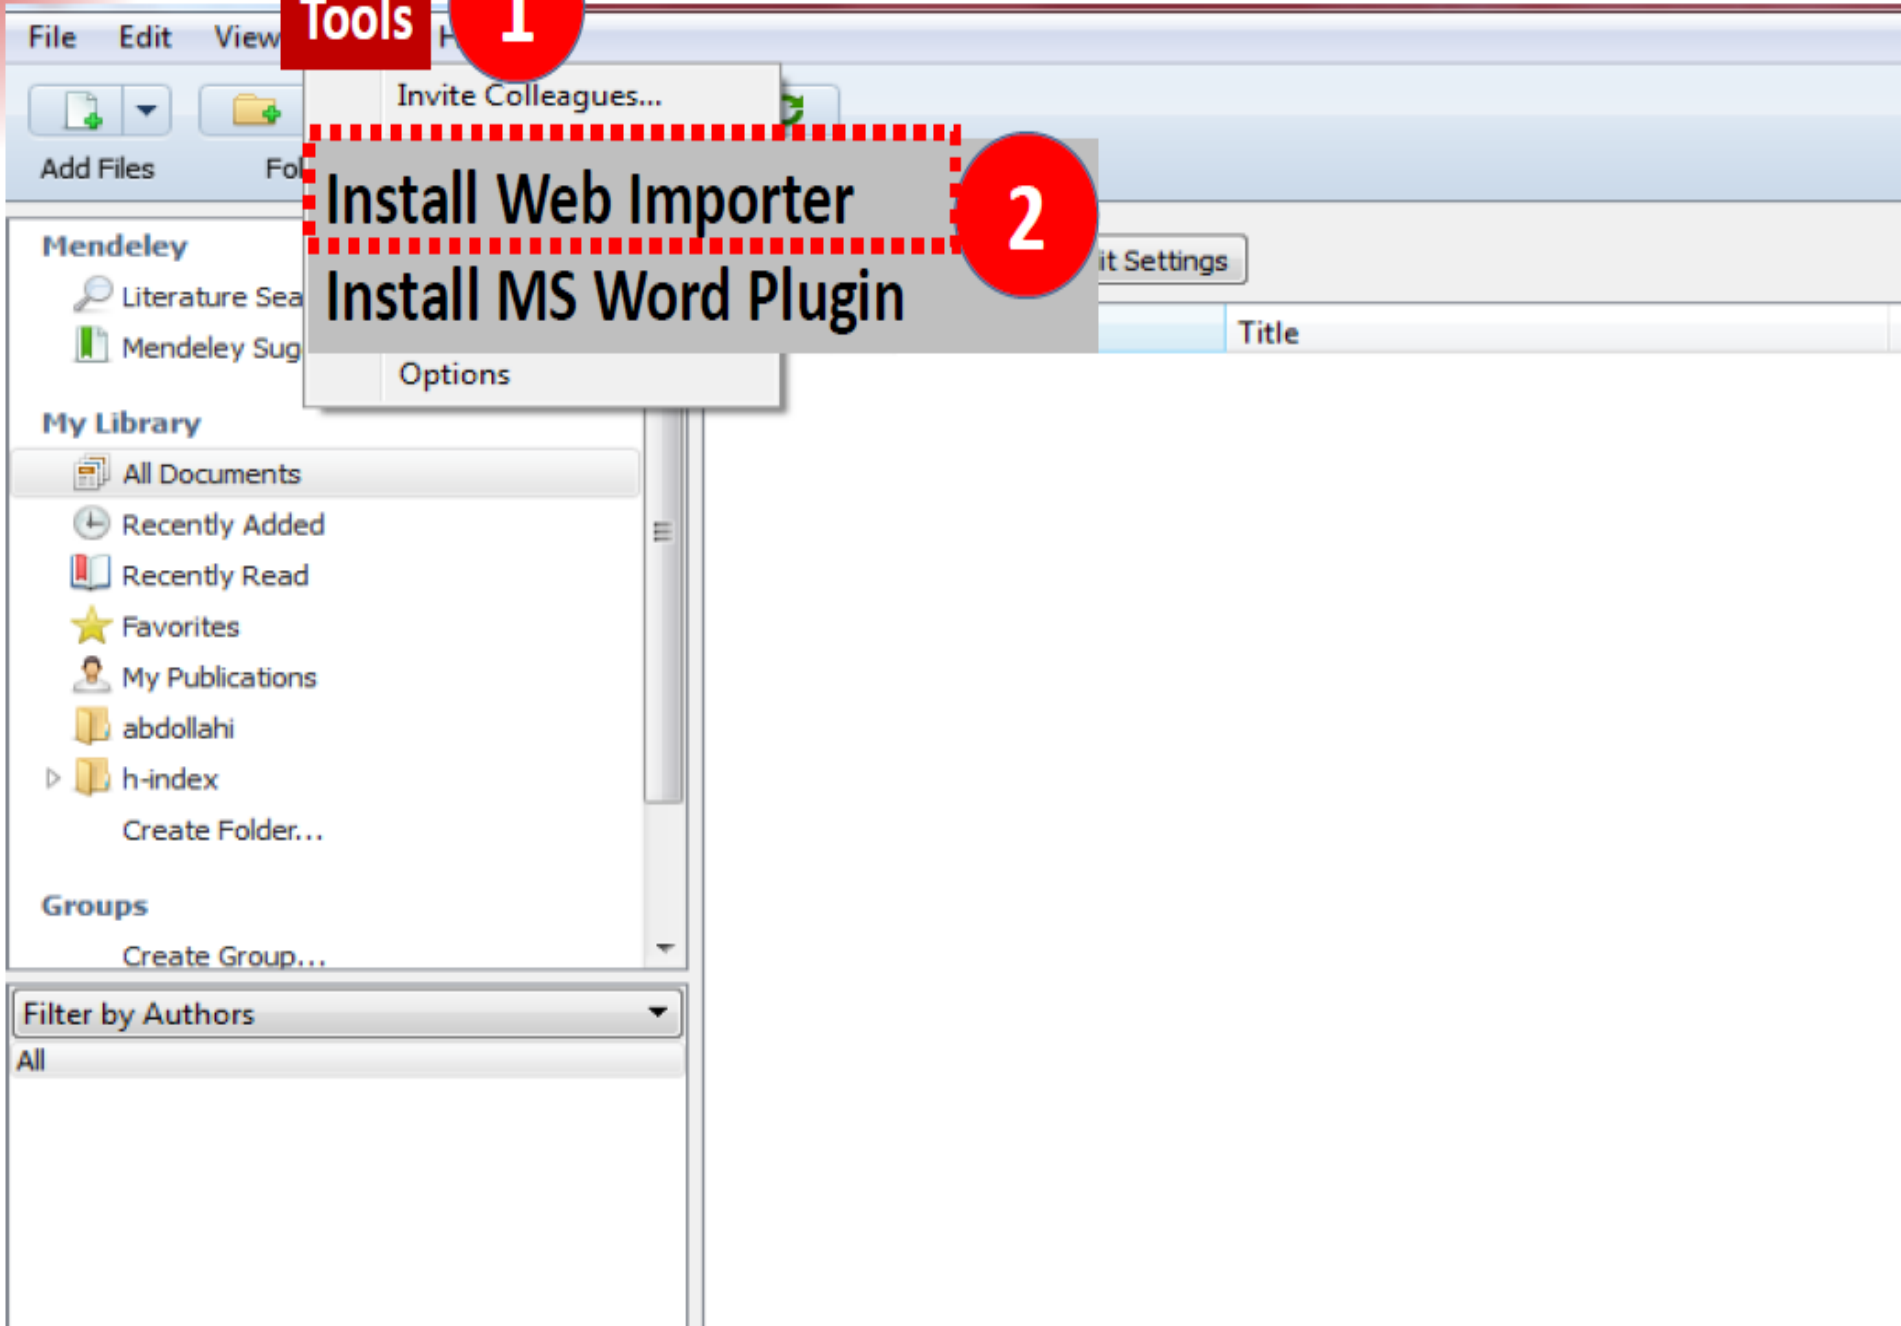 File Edit View Tools 1
Invite Colleagues...
Add Files
Install Web Importer 2
Install MS Word Plugin
Options
Mendeley
Literature Sea
Mendeley Sug
it Settings
Title
My Library
All Documents
Recently Added
Recently Read
Favorites
My Publications
abdollahi
h-index
Create Folder...
Groups
Create Group...
Filter by Authors
All